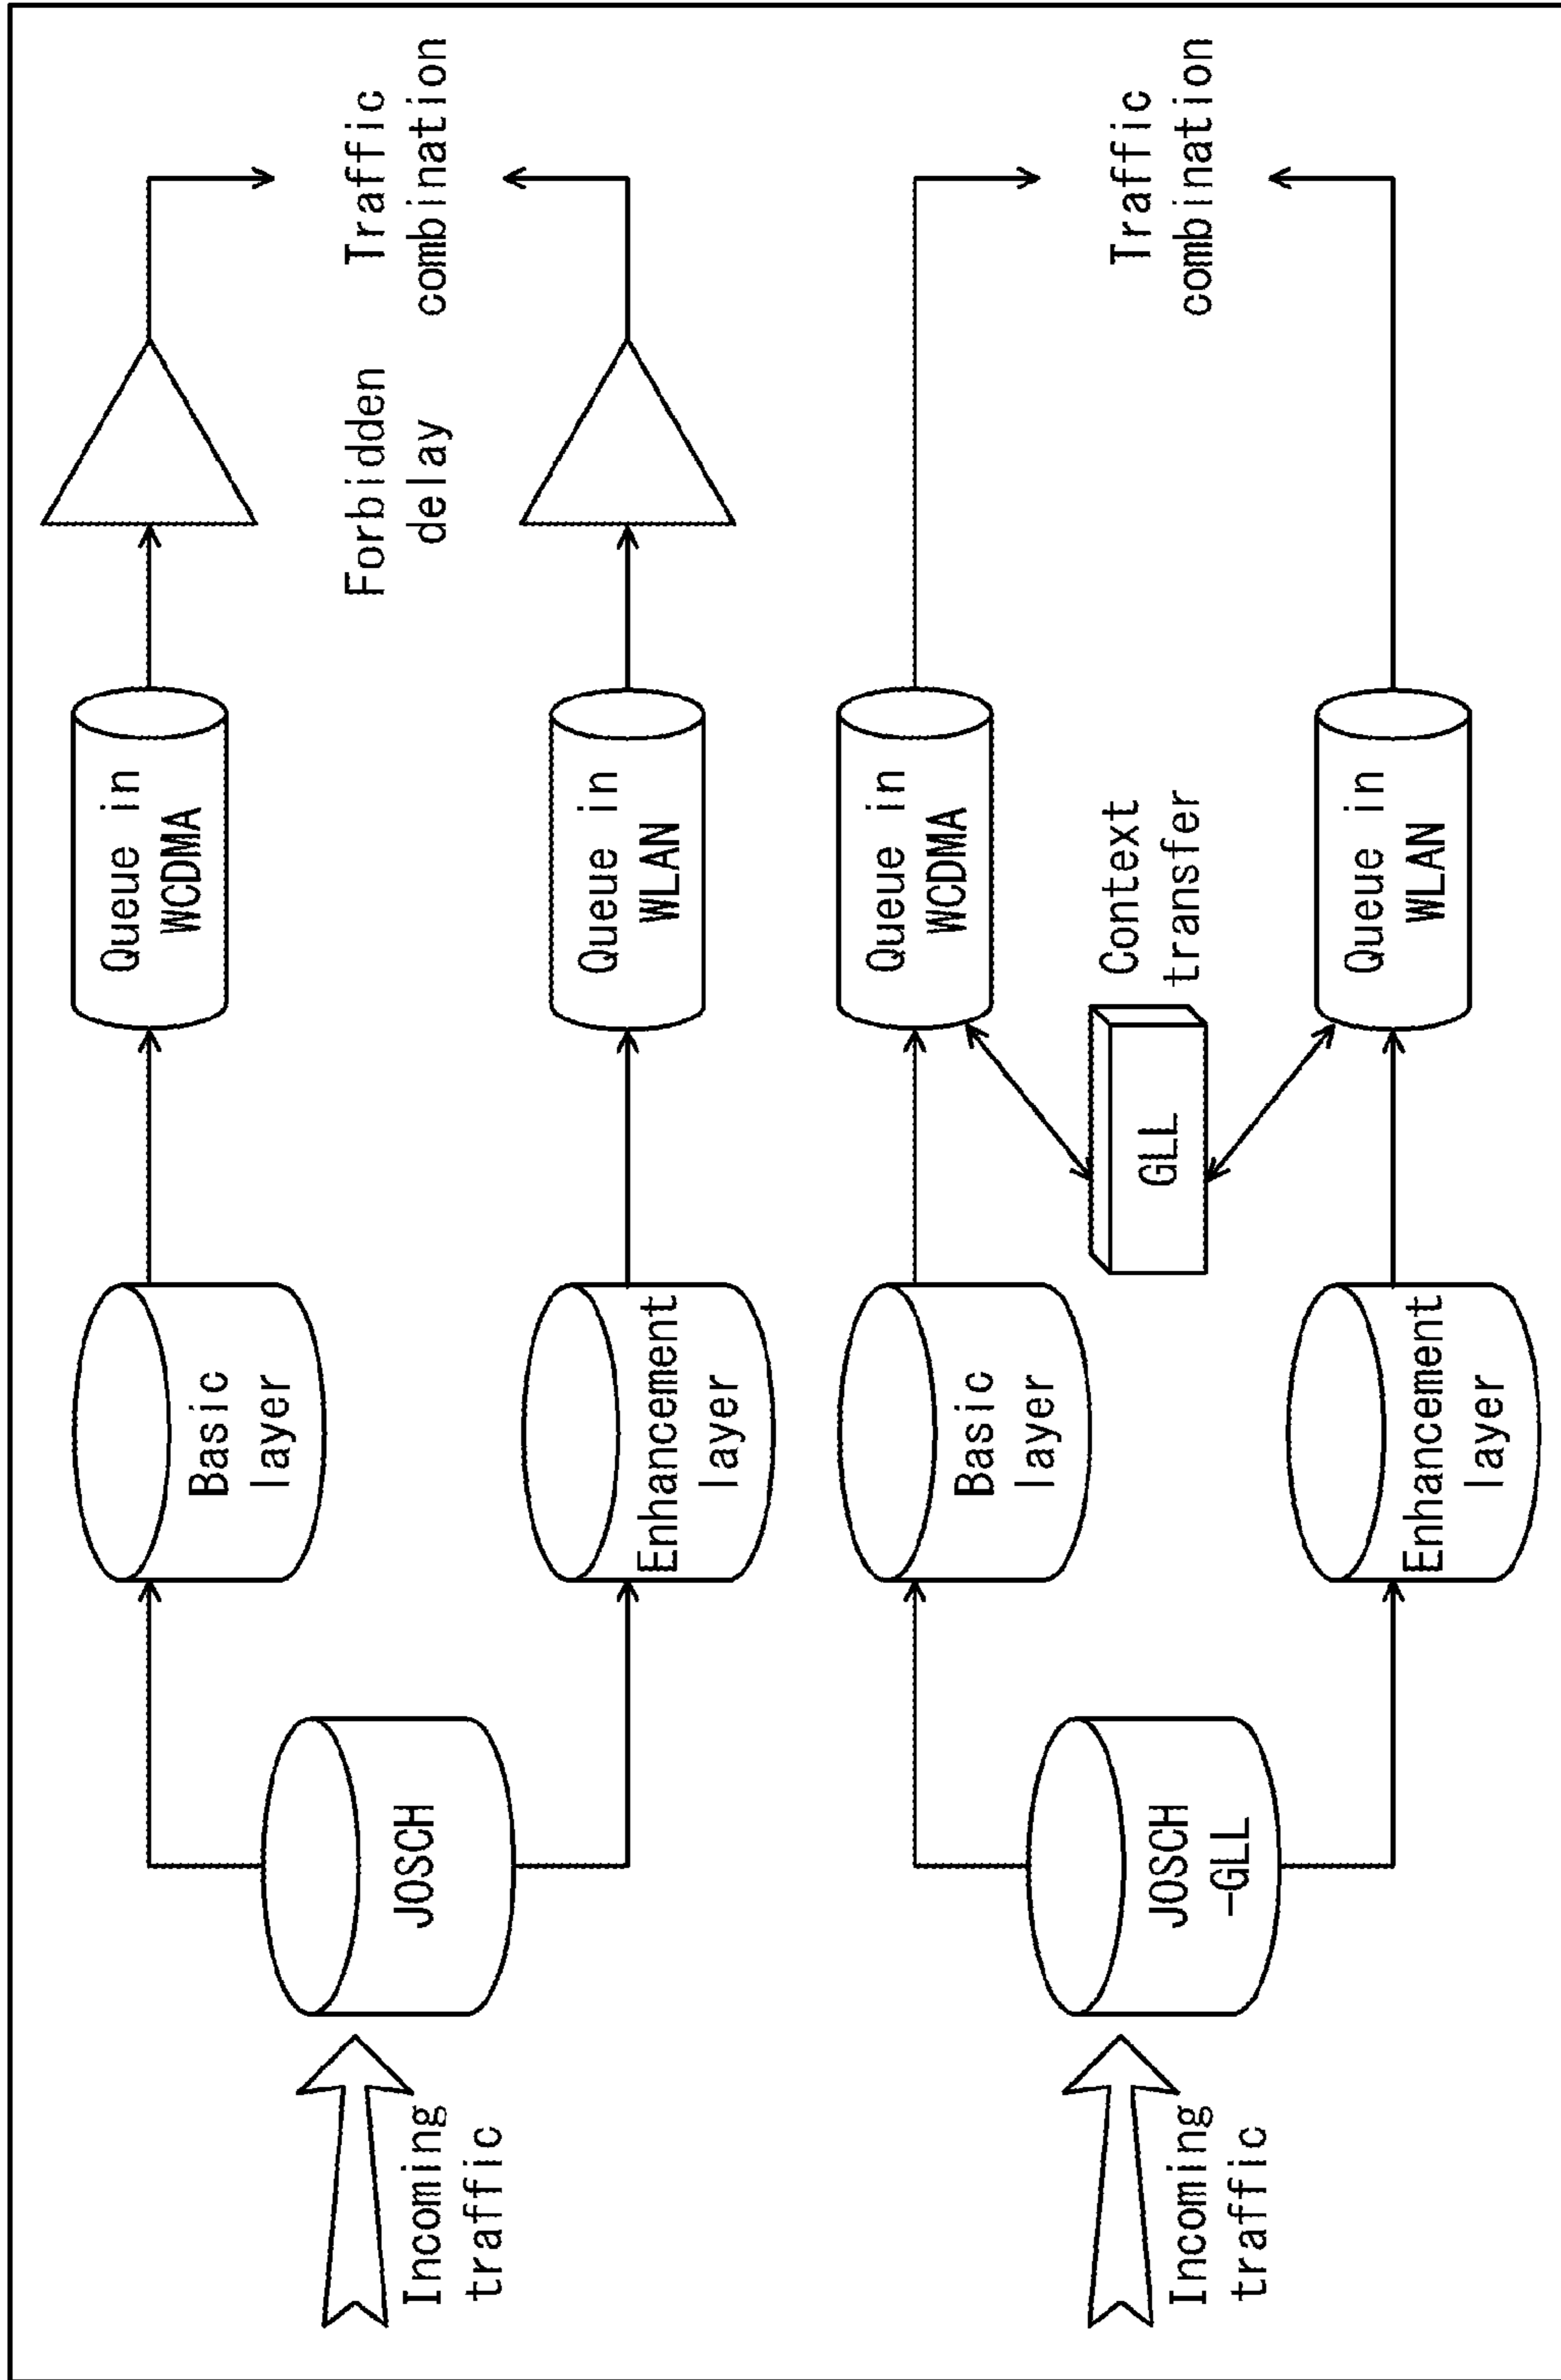 Incoming
traffic
JOSCH
Basic
layer
Enhancement
layer
Queue in
WCDMA
Queue in
WLAN
Forbidden
delay
Traffic
combination
Incoming
traffic
JOSCH
-GLL
Basic
layer
Enhancement
layer
GLL
Context
transfer
Queue in
WCDMA
Queue in
WLAN
Traffic
combination